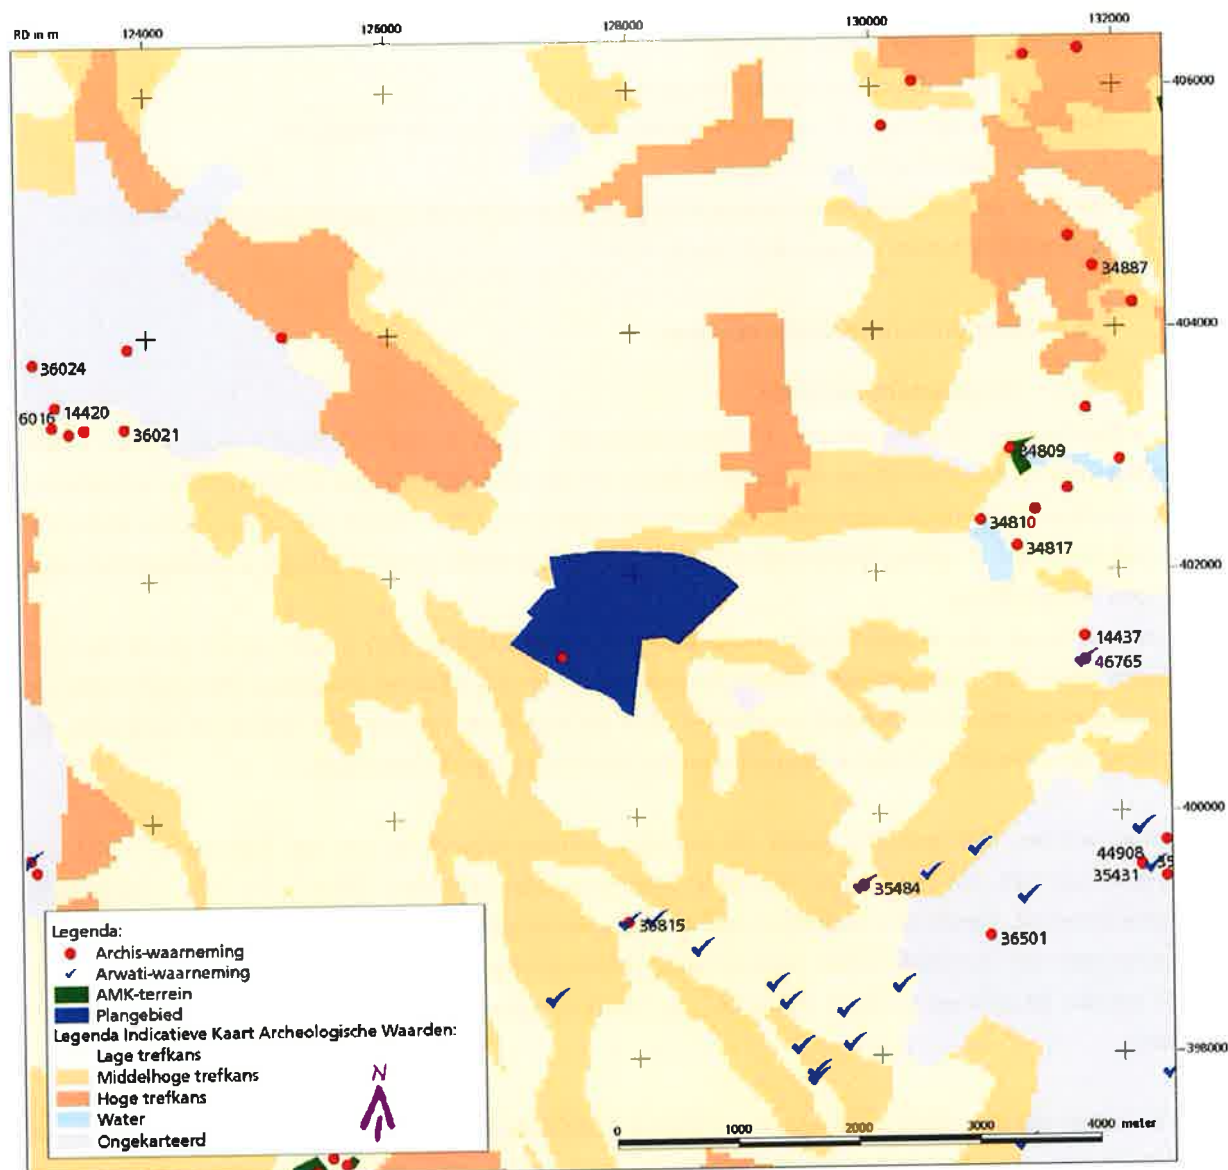 RD in m
124000
126000
128000
130000
132000
406000
34887
404000
36024
14420
6016
36021
34809
34810
34817
402000
14437
46765
400000
44908
35
35431
35484
36815
36501
398000
Legenda:
Archis-waarneming
Arwati-waarneming
AMK-terrein
Plangebied
Legenda Indicatieve Kaart Archeologische Waarden:
Lage trefkans
Middelhoge trefkans
Hoge trefkans
Water
Ongekarteerd
N
0 1000 2000 3000 4000 meter